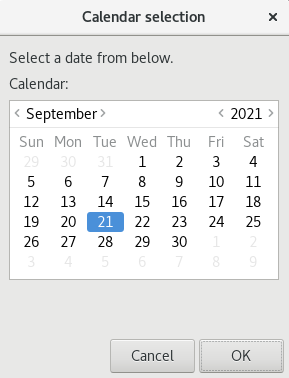 Calendar selection ×
Select a date from below.
Calendar:
< September > < 2021 >
Sun Mon Tue Wed Thu Fri Sat
29 30 31 1 2 3 4
5 6 7 8 9 10 11
12 13 14 15 16 17 18
19 20 21 22 23 24 25
26 27 28 29 30 1 2
3 4 5 6 7 8 9
Cancel OK